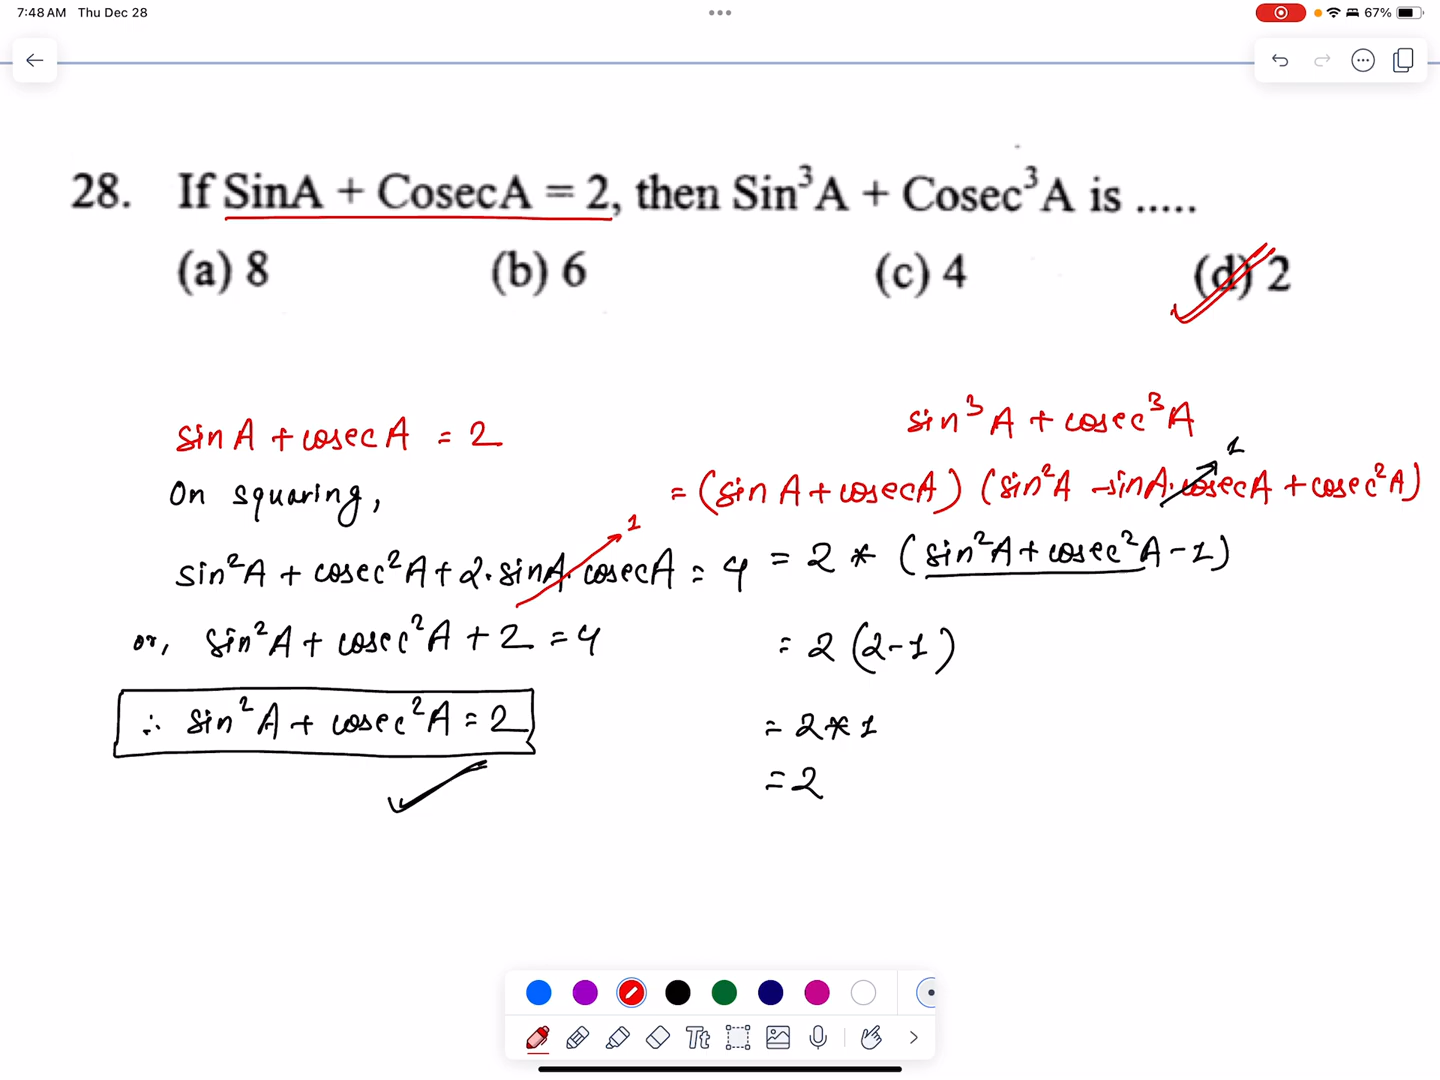 7:48 AM Thu Dec 28
67%
28. If SinA + CosecA = 2, then Sin³A + Cosec³A is .....
(a) 8 (b) 6 (c) 4 (d) 2
sin A + cosec A = 2
On squaring,
sin²A + cosec²A + 2. sinA. cosecA = 4
1
or, sin²A + cosec²A + 2 = 4
∴ sin²A + cosec²A = 2
sin³A + cosec³A
1
= (sin A + cosecA) (sin²A - sinA. cosecA + cosec²A)
= 2 * (sin²A + cosec²A - 1)
= 2 (2-1)
= 2 * 1
= 2
Tt